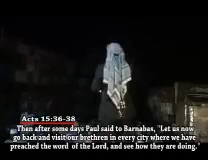 Acts 15:36-38
Then after some days Paul said to Barnabas, "Let us now
go back and visit our brethren in every city where we have
preached the word of the Lord, and see how they are doing."